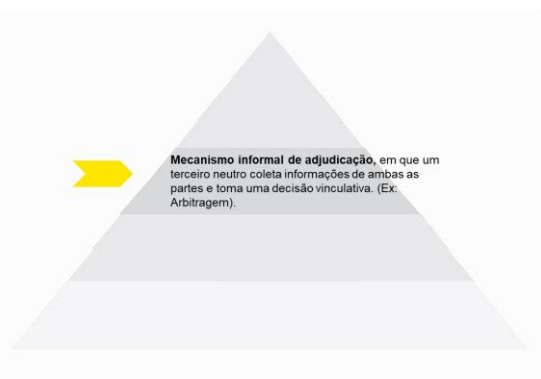 Mecanismo informal de adjudicação, em que um
terceiro neutro coleta informações de ambas as
partes e toma uma decisão vinculativa. (Ex:
Arbitragem).